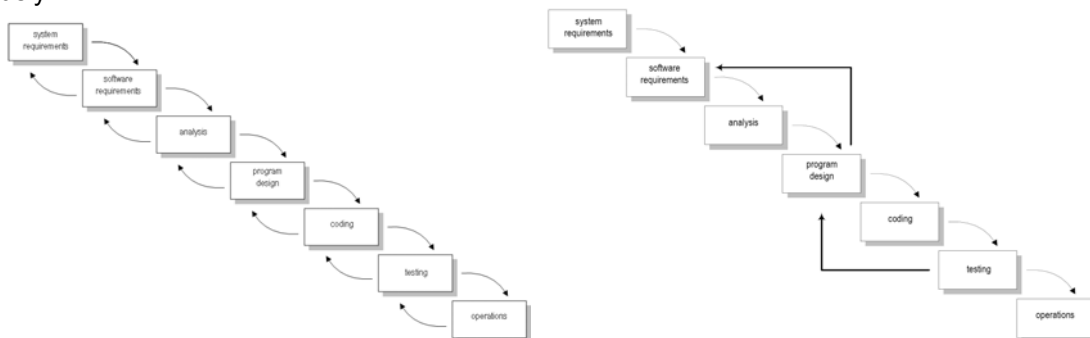 system
requirements
software
requirements
analysis
program
design
coding
testing
operations
system
requirements
software
requirements
analysis
program
design
coding
testing
operations